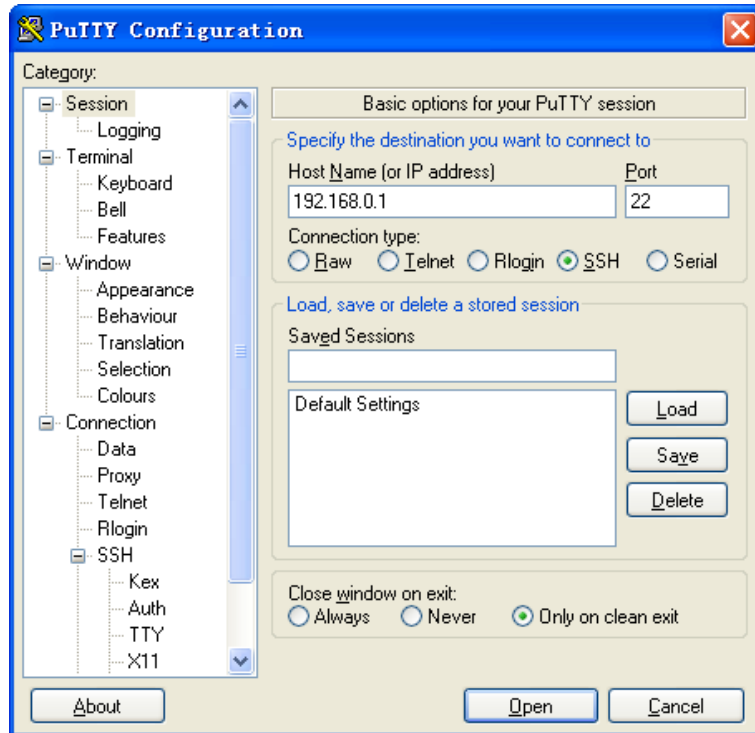 PuTTY Configuration
Category:
Session
Logging
Terminal
Keyboard
Bell
Features
Window
Appearance
Behaviour
Translation
Selection
Colours
Connection
Data
Proxy
Telnet
Rlogin
SSH
Kex
Auth
TTY
X11
Basic options for your PuTTY session
Specify the destination you want to connect to
Host Name (or IP address) Port
192.168.0.1 22
Connection type:
Raw Telnet Rlogin SSH Serial
Load, save or delete a stored session
Saved Sessions
Default Settings
Load
Save
Delete
Close window on exit:
Always Never Only on clean exit
About Open Cancel